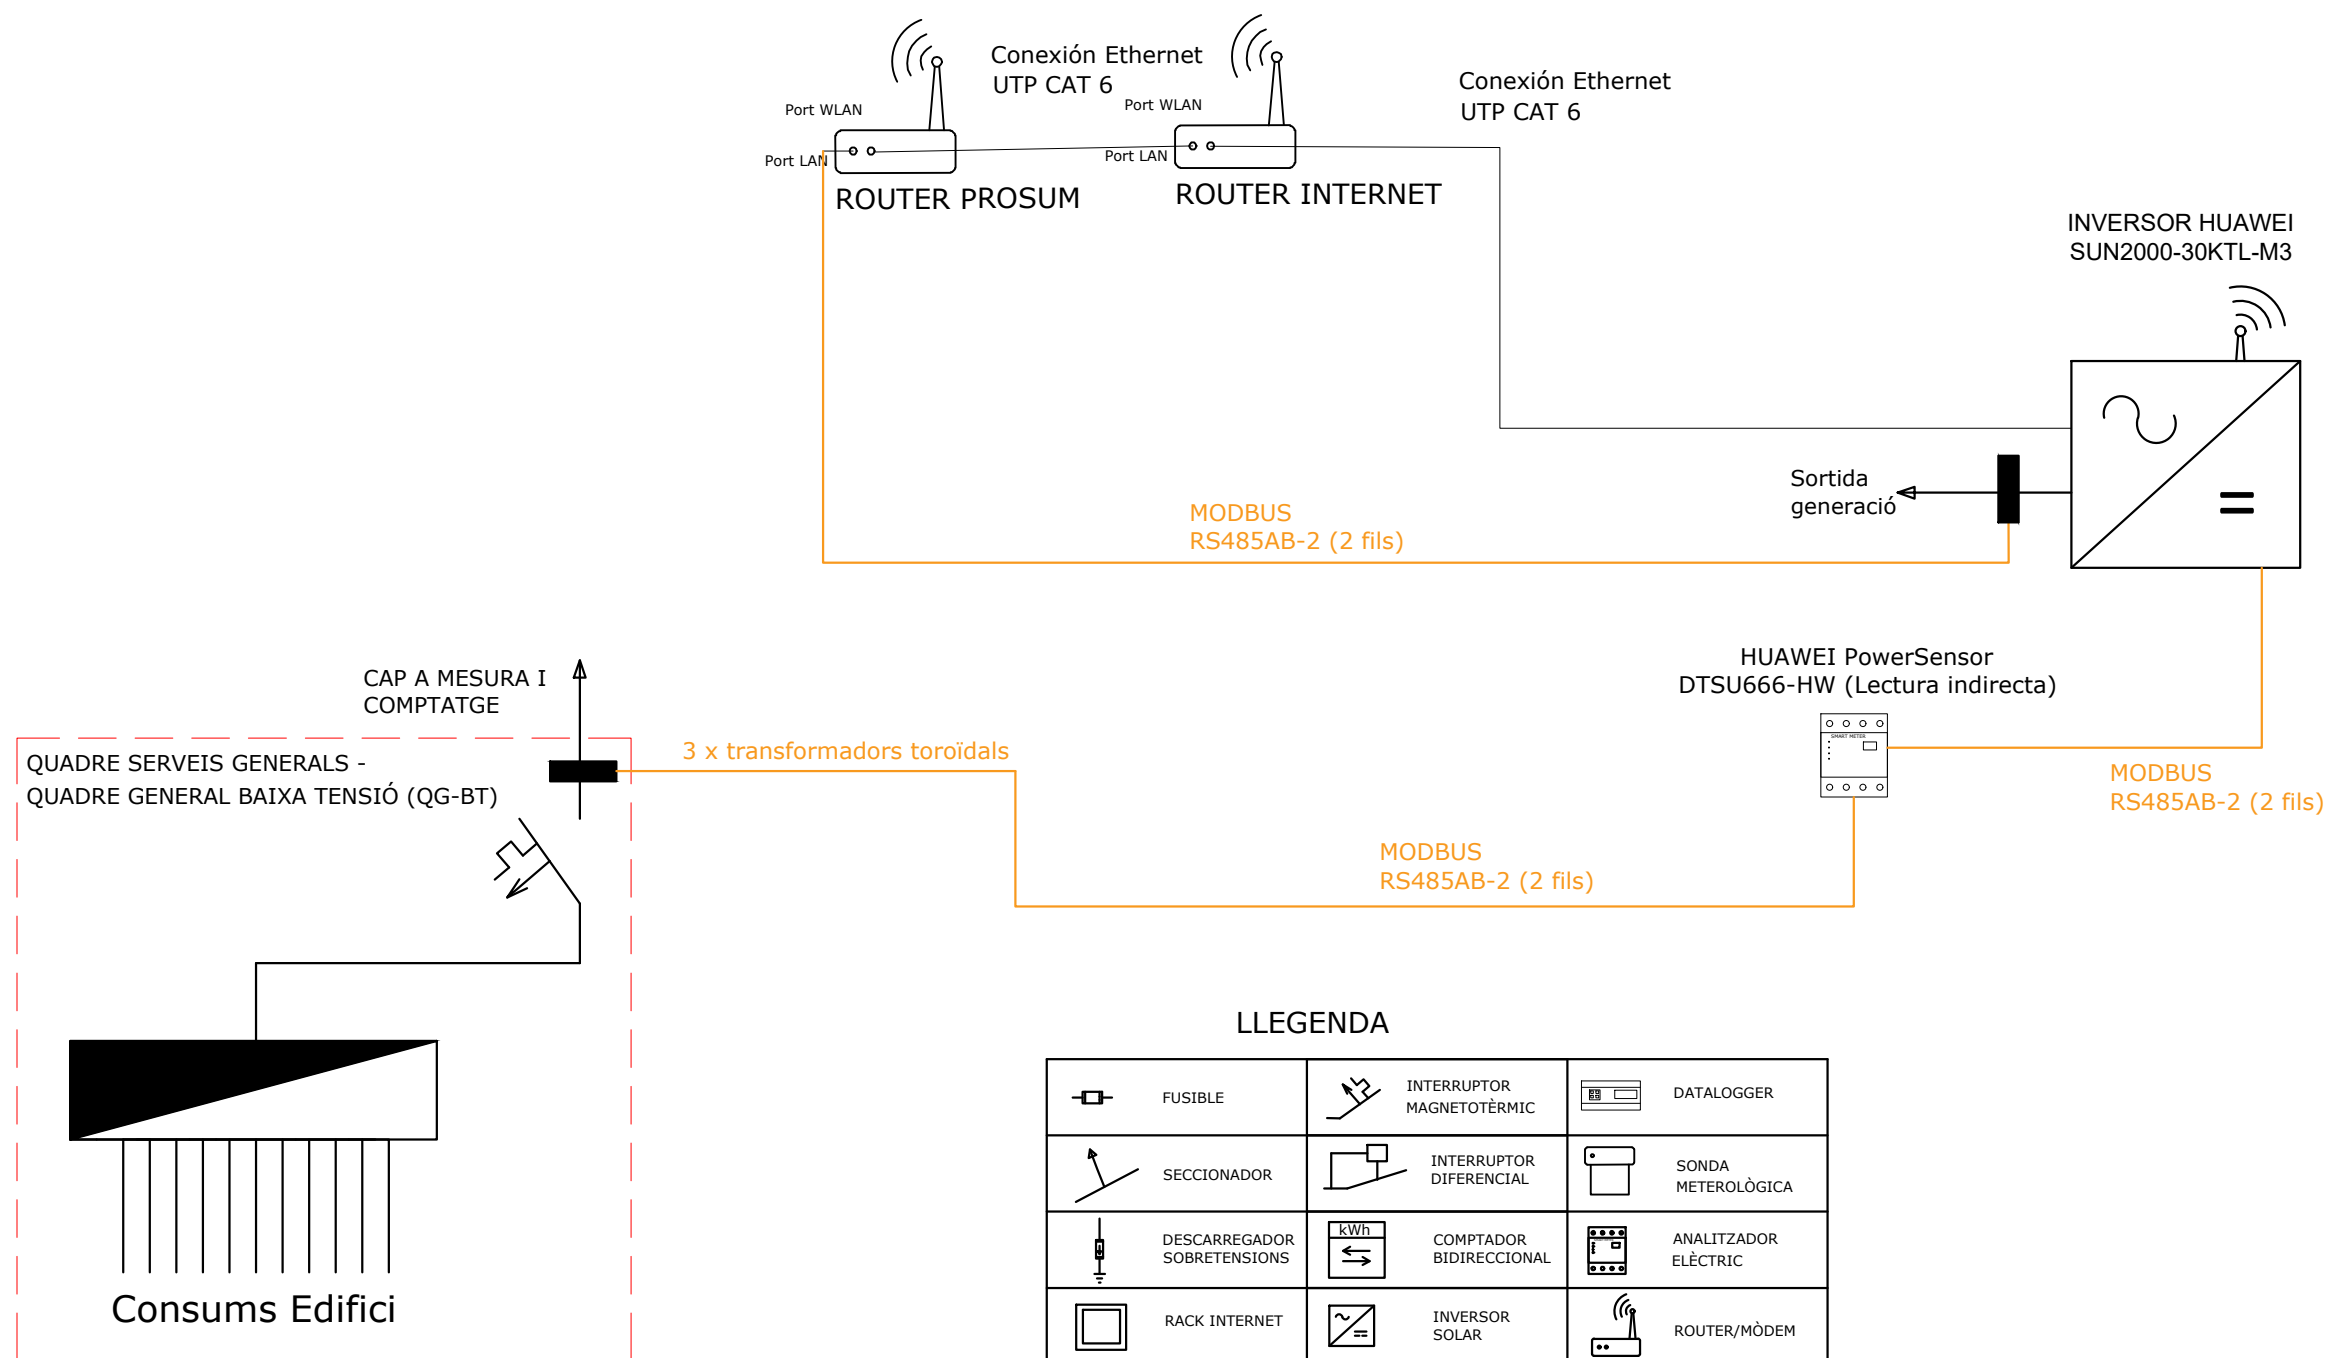 Conexión Ethernet
UTP CAT 6
Conexión Ethernet
UTP CAT 6
Port WLAN
Port WLAN
Port LAN
Port LAN
ROUTER PROSUM
ROUTER INTERNET
INVERSOR HUAWEI
SUN2000-30KTL-M3
Sortida
generació
MODBUS
RS485AB-2 (2 fils)
HUAWEI PowerSensor
DTSU666-HW (Lectura indirecta)
SMART METER
CAP A MESURA I
COMPTATGE
3 x transformadors toroïdals
QUADRE SERVEIS GENERALS -
QUADRE GENERAL BAIXA TENSIÓ (QG-BT)
MODBUS
RS485AB-2 (2 fils)
MODBUS
RS485AB-2 (2 fils)
Consums Edifici
LLEGENDA
FUSIBLE
INTERRUPTOR
MAGNETOTÈRMIC
DATALOGGER
SECCIONADOR
INTERRUPTOR
DIFERENCIAL
SONDA
METEROLÒGICA
DESCARREGADOR
SOBRETENSIONS
kWh
COMPTADOR
BIDIRECCIONAL
ANALITZADOR
ELÈCTRIC
RACK INTERNET
INVERSOR
SOLAR
ROUTER/MÒDEM